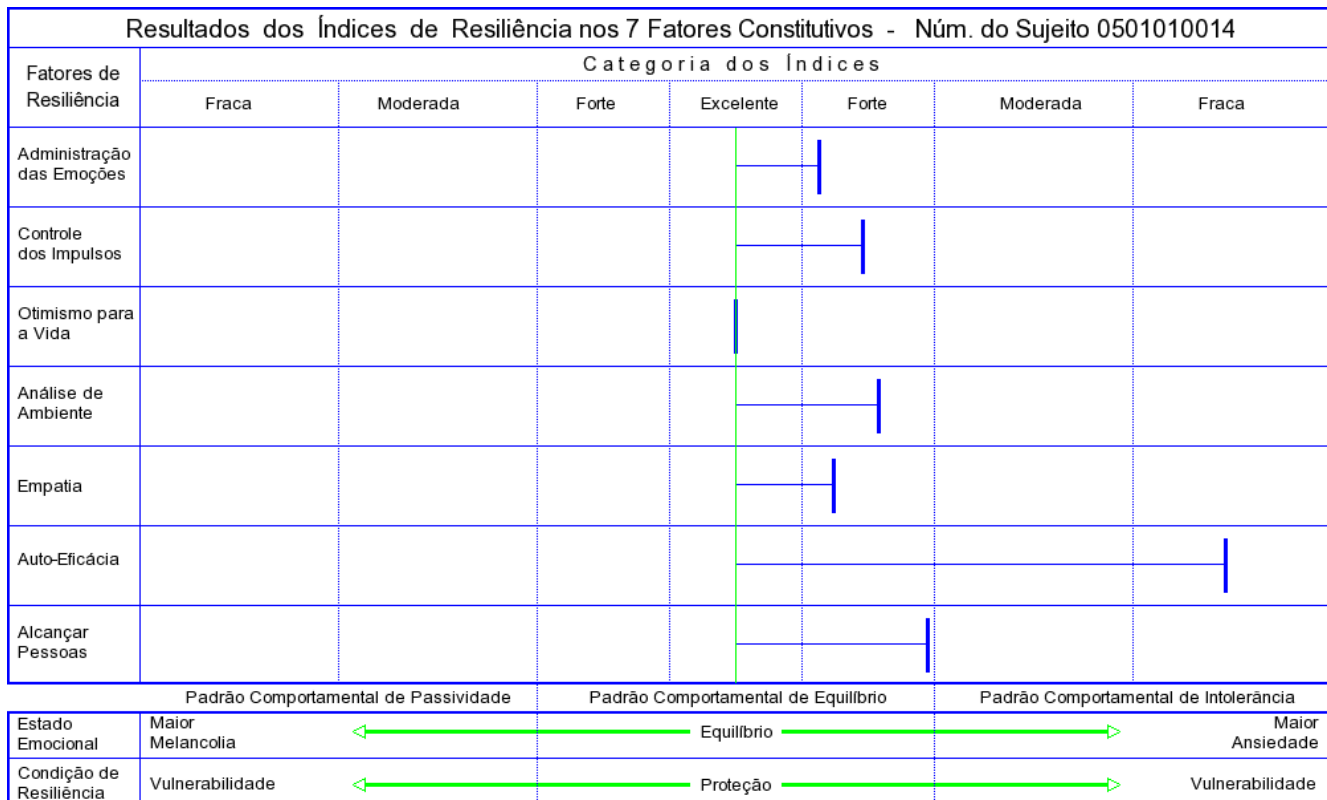 Resultados dos Índices de Resiliência nos 7 Fatores Constitutivos - Núm. do Sujeito 0501010014
Fatores de
Resiliência
Categoria dos Índices
Fraca Moderada Forte Excelente Forte Moderada Fraca
Administração
das Emoções
Controle
dos Impulsos
Otimismo para
a Vida
Análise de
Ambiente
Empatia
Auto-Eficácia
Alcançar
Pessoas
Padrão Comportamental de Passividade Padrão Comportamental de Equilíbrio Padrão Comportamental de Intolerância
Estado
Emocional
Maior
Melancolia
Equilíbrio
Maior
Ansiedade
Condição de
Resiliência
Vulnerabilidade Proteção Vulnerabilidade